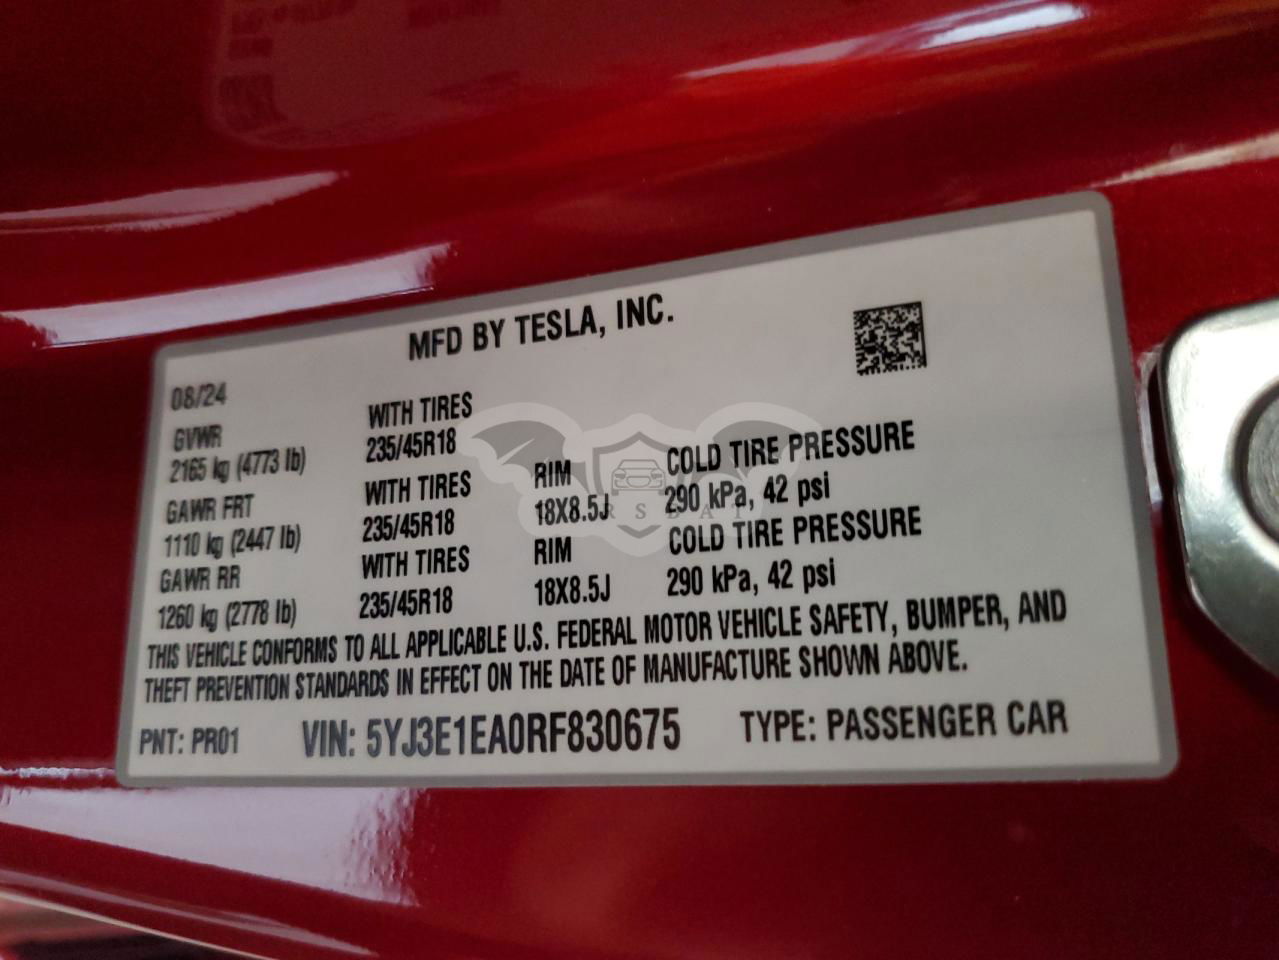 MFD BY TESLA, INC.
08/24
GVWR WITH TIRES
2165 kg (4773 lb) 235/45R18
GAWR FRT WITH TIRES RIM COLD TIRE PRESSURE
1110 kg (2447 lb) 235/45R18 18X8.5J 290 kPa, 42 psi
GAWR RR WITH TIRES RIM COLD TIRE PRESSURE
1260 kg (2778 lb) 235/45R18 18X8.5J 290 kPa, 42 psi
THIS VEHICLE CONFORMS TO ALL APPLICABLE U.S. FEDERAL MOTOR VEHICLE SAFETY, BUMPER, AND
THEFT PREVENTION STANDARDS IN EFFECT ON THE DATE OF MANUFACTURE SHOWN ABOVE.
PNT: PR01 VIN: 5YJ3E1EA0RF830675 TYPE: PASSENGER CAR